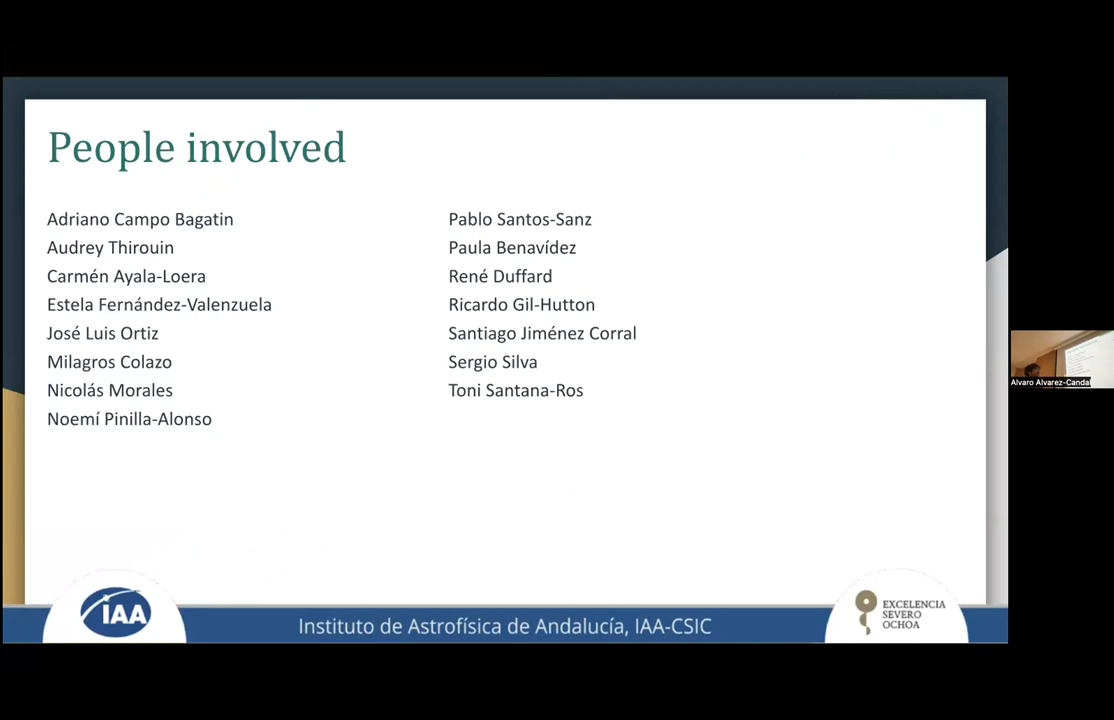 People involved
Adriano Campo Bagatin
Audrey Thirouin
Carmén Ayala-Loera
Estela Fernández-Valenzuela
José Luis Ortiz
Milagros Colazo
Nicolás Morales
Noemí Pinilla-Alonso
Pablo Santos-Sanz
Paula Benavídez
René Duffard
Ricardo Gil-Hutton
Santiago Jiménez Corral
Sergio Silva
Toni Santana-Ros
Alvaro Alvarez-Candal
IAA
Instituto de Astrofísica de Andalucía, IAA-CSIC
EXCELENCIA
SEVERO
OCHOA